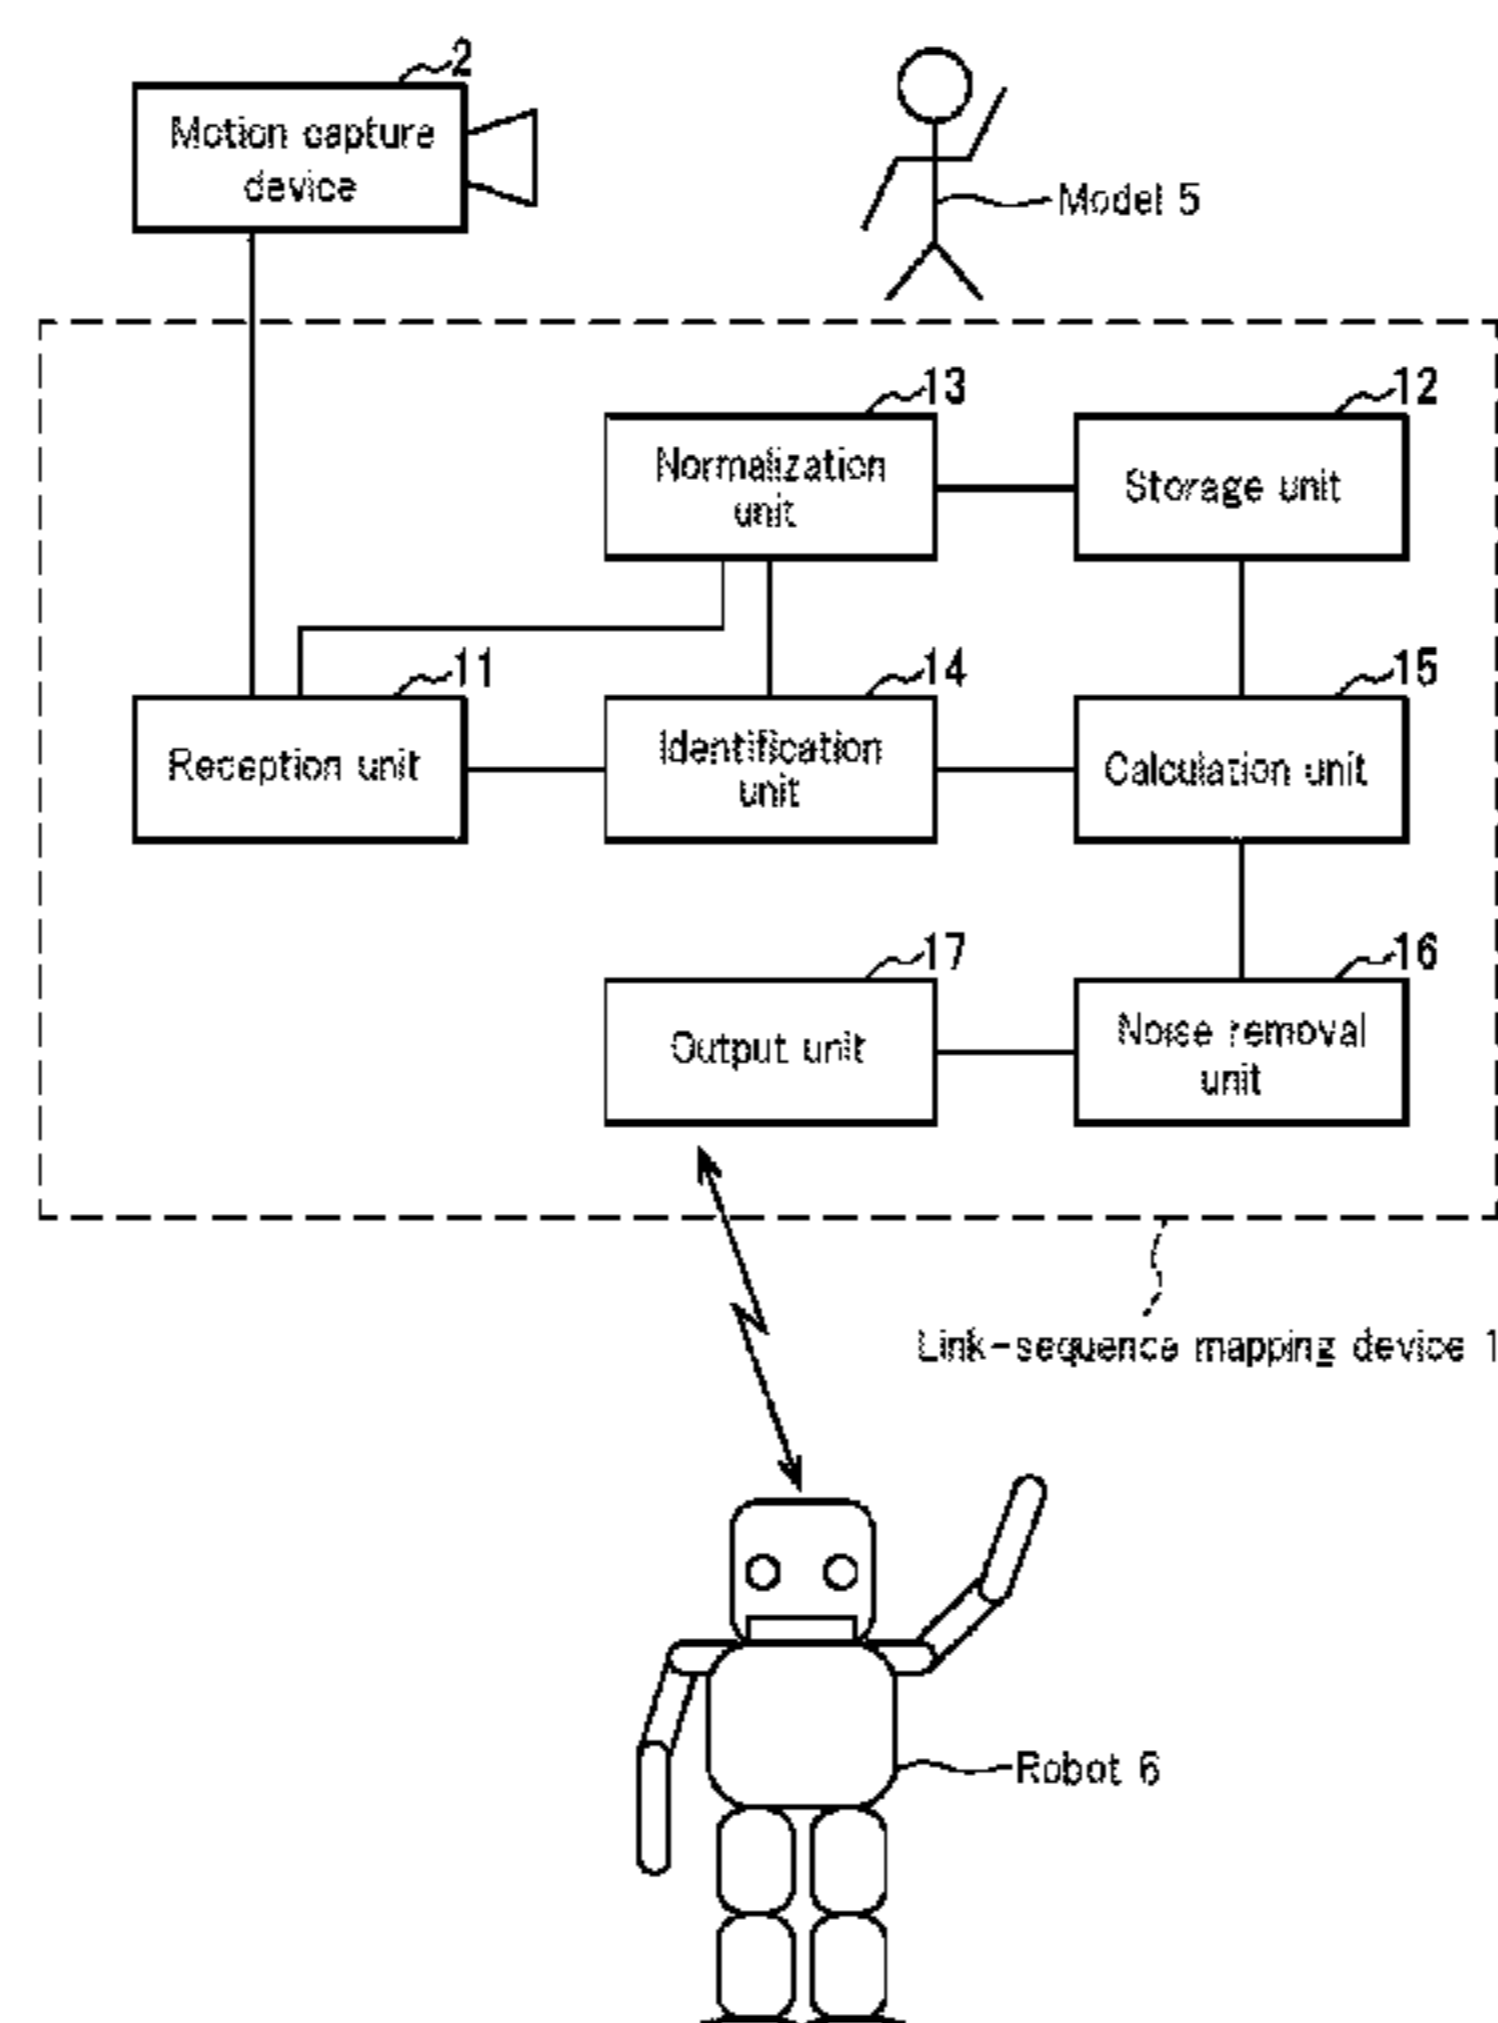 2
Motion capture
device
Model 5
13
12
Normalization
unit
Storage unit
11
14
15
Reception unit
Identification
unit
Calculation unit
17
16
Output unit
Noise removal
unit
Link-sequence mapping device 1
Robot 6